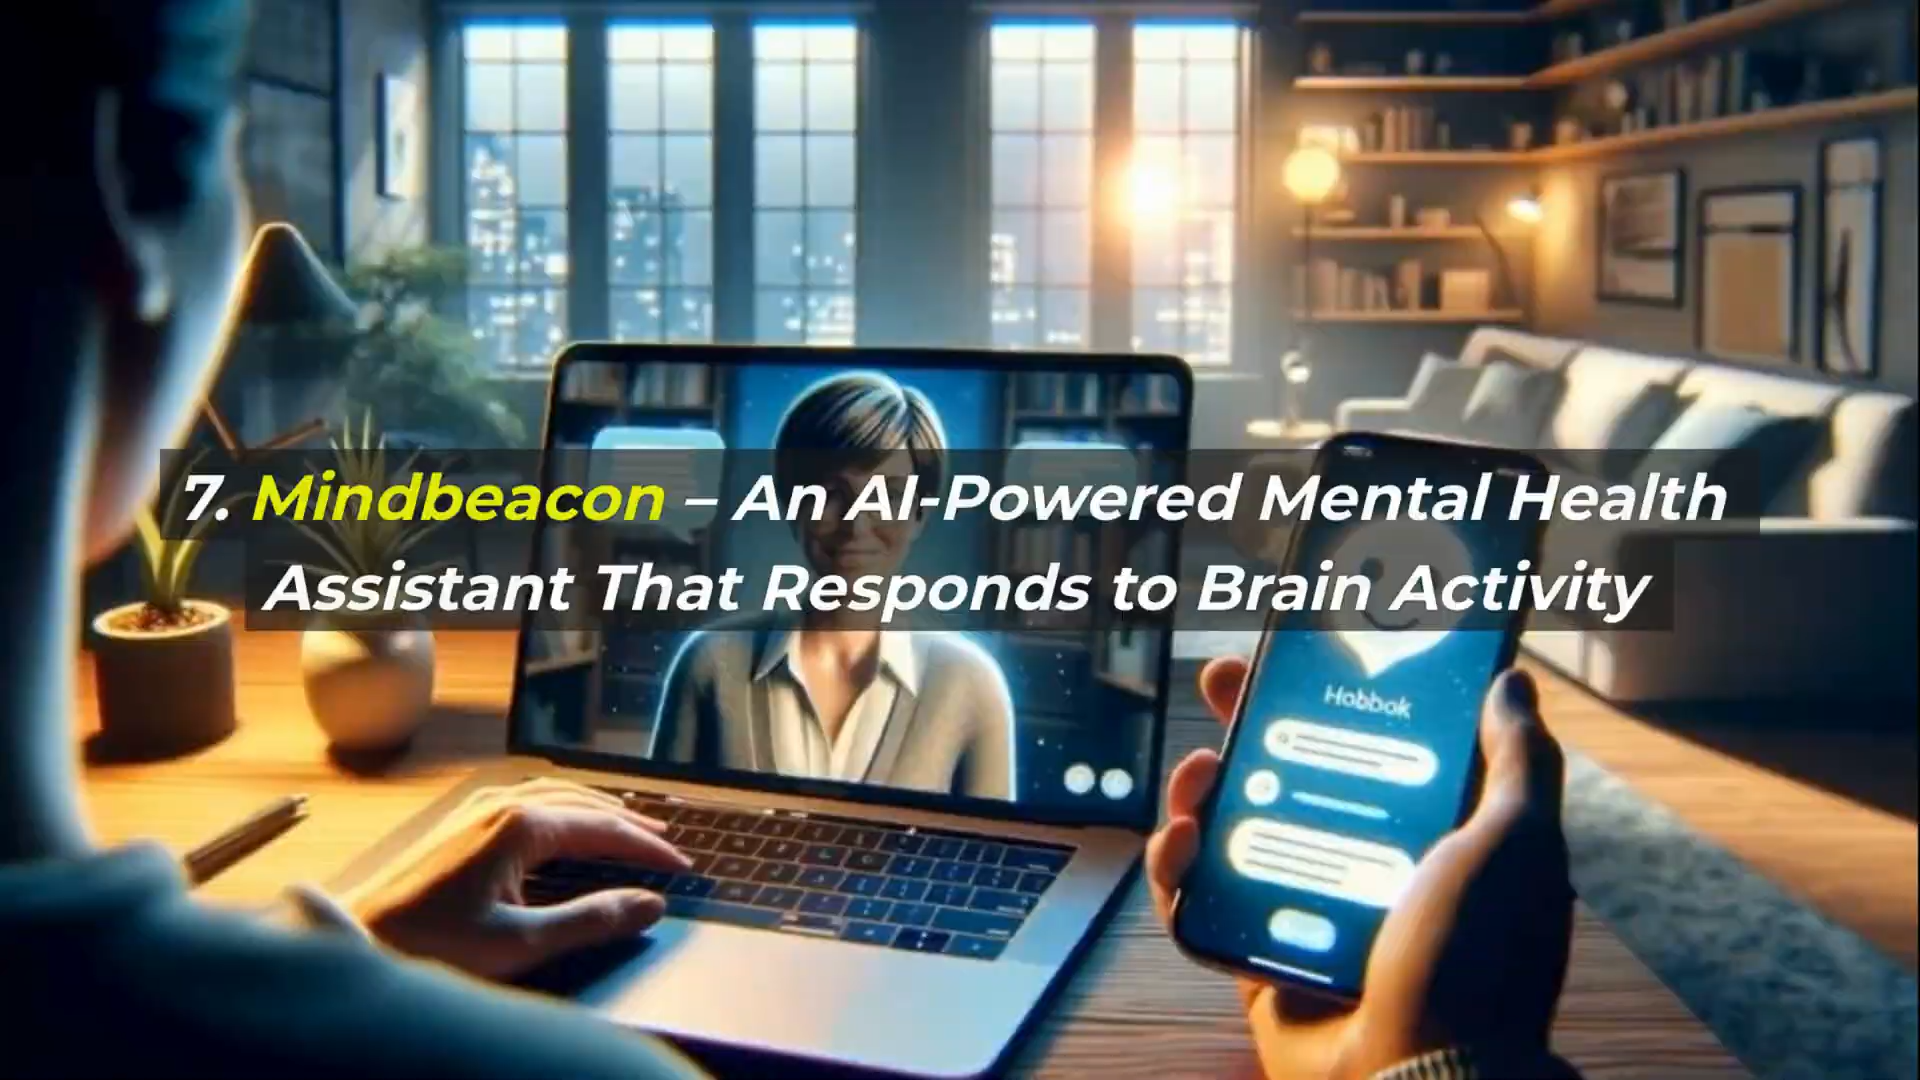 7. Mindbeacon – An AI-Powered Mental Health
Assistant That Responds to Brain Activity
Hobbok